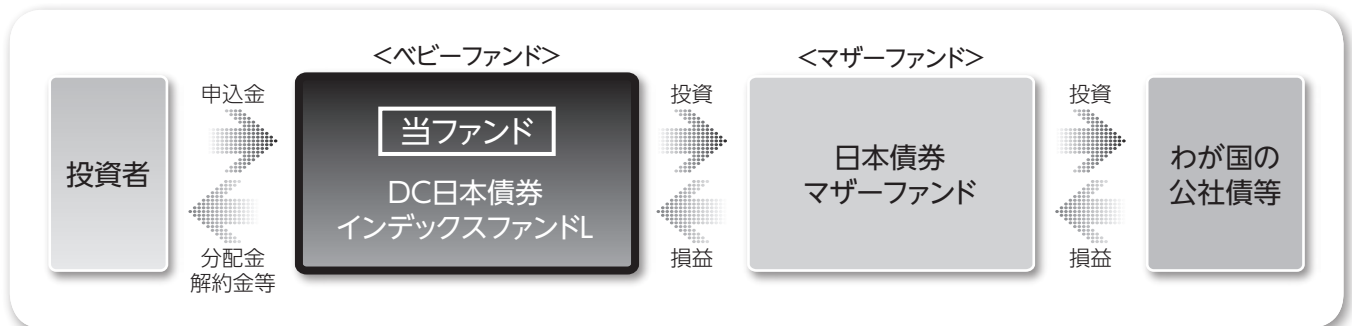 <ベビーファンド>
<マザーファンド>
投資者
申込金
分配金
解約金等
当ファンド
DC日本債券
インデックスファンドL
投資
損益
日本債券
マザーファンド
投資
損益
わが国の
公社債等